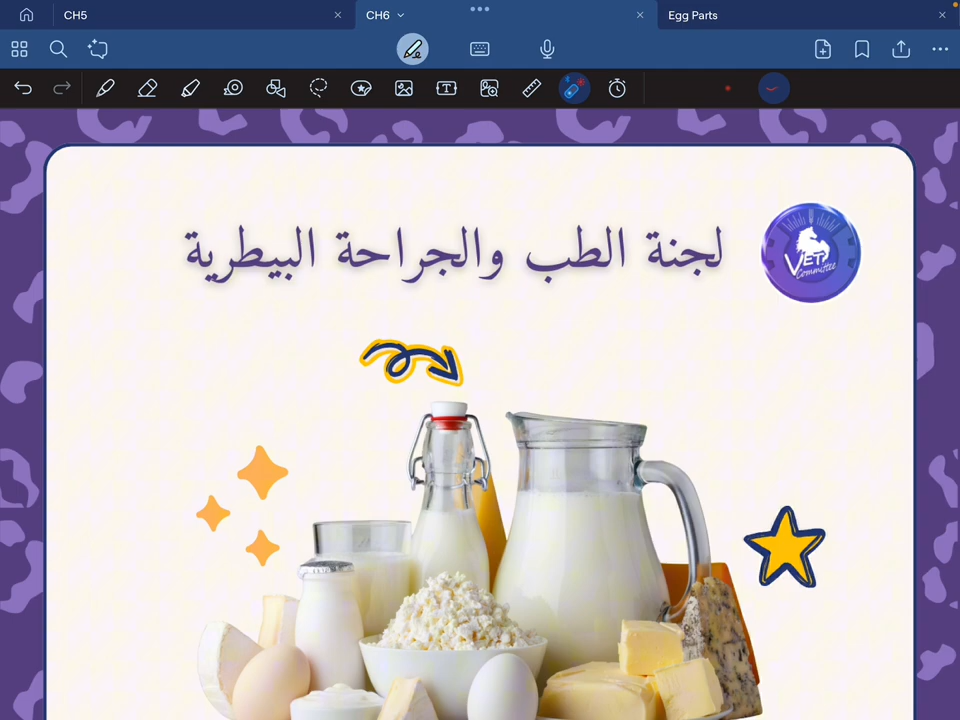 CH5
CH6
Egg Parts
لجنة الطب والجراحة البيطرية
VET
Committee